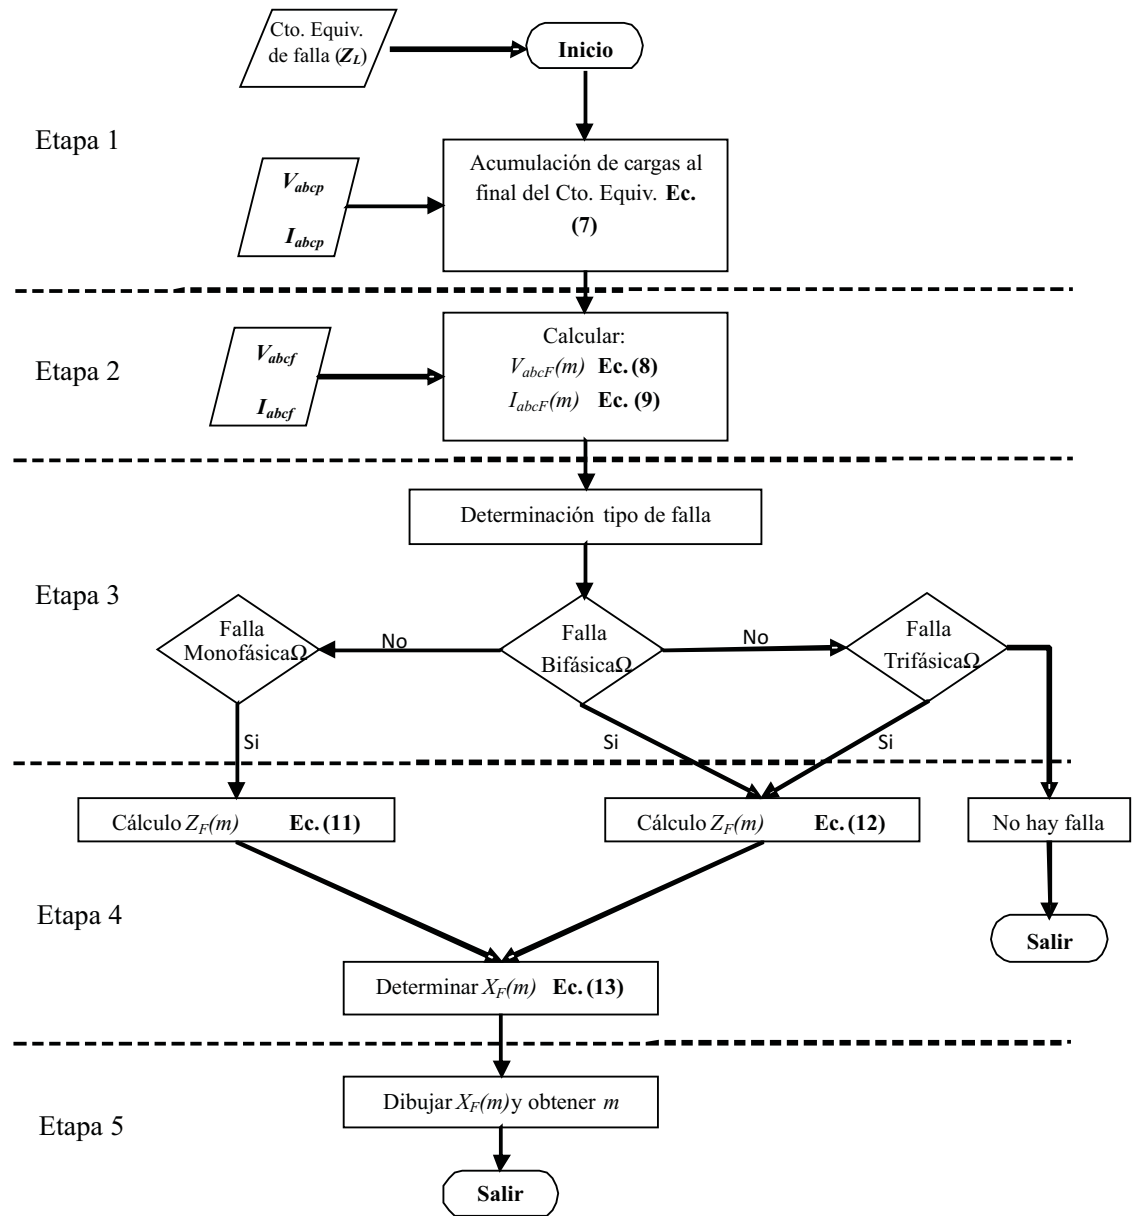 Cto. Equiv.
de falla (Z_L)
Inicio
Etapa 1
V_abcp
I_abcp
Acumulación de cargas al
final del Cto. Equiv. Ec.
(7)
Etapa 2
V_abcf
I_abcf
Calcular:
V_abcF(m) Ec. (8)
I_abcF(m) Ec. (9)
Determinación tipo de falla
Etapa 3
Falla
MonofásicaΩ
No
Falla
BifásicaΩ
No
Falla
TrifásicaΩ
Si
Si
Si
Cálculo Z_F(m) Ec. (11)
Cálculo Z_F(m) Ec. (12)
No hay falla
Etapa 4
Salir
Determinar X_F(m) Ec. (13)
Etapa 5
Dibujar X_F(m) y obtener m
Salir